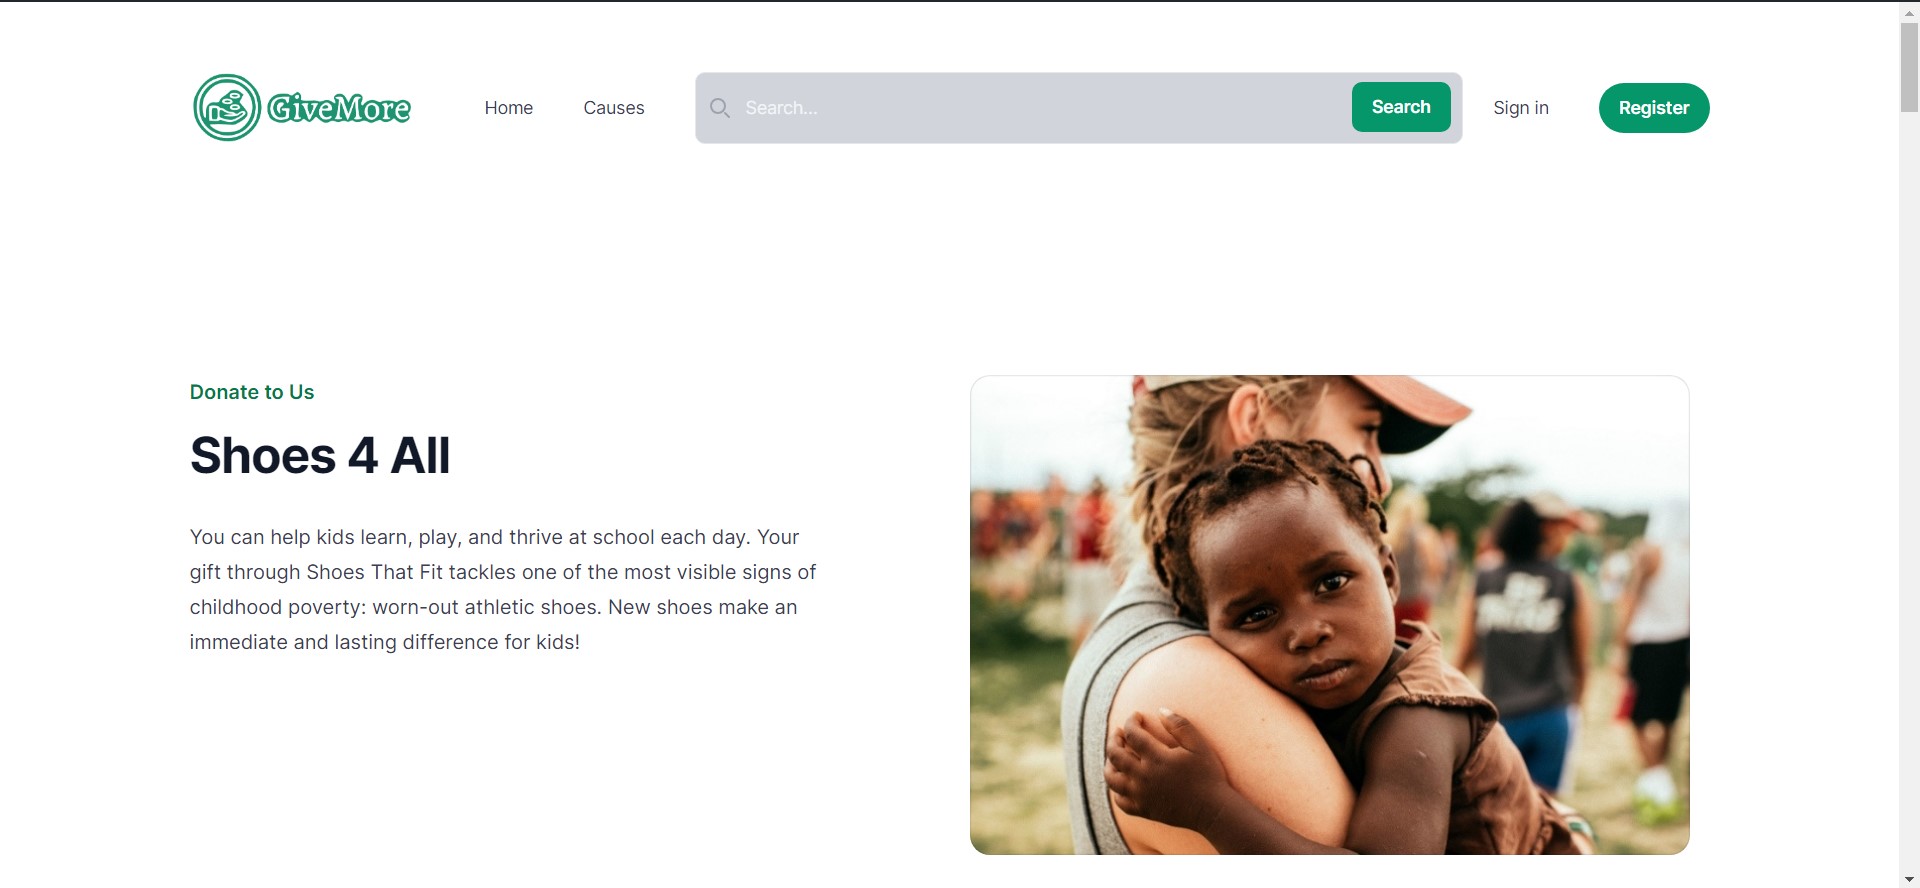 GiveMore
Home
Causes
Search...
Search
Sign in
Register
Donate to Us
Shoes 4 All
You can help kids learn, play, and thrive at school each day. Your
gift through Shoes That Fit tackles one of the most visible signs of
childhood poverty: worn-out athletic shoes. New shoes make an
immediate and lasting difference for kids!